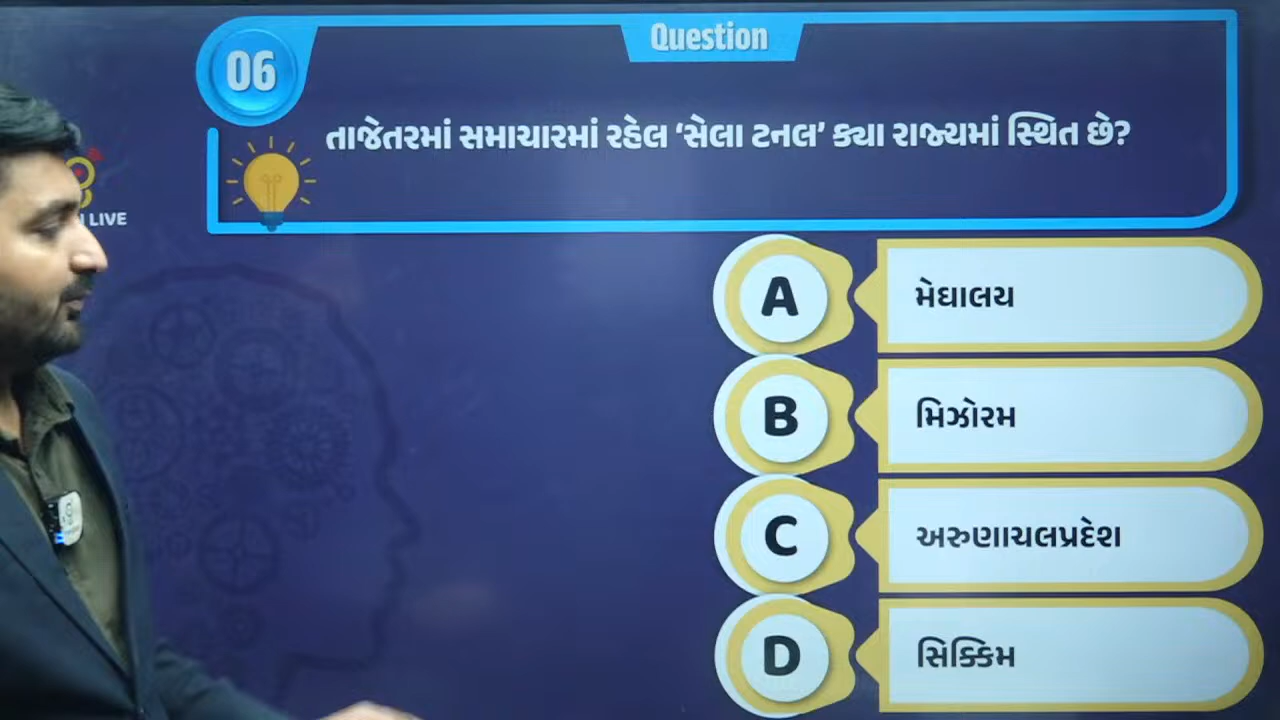 Question
06
તાજેતરમાં સમાચારમાં રહેલ ‘સેલા ટનલ’ ક્યા રાજ્યમાં સ્થિત છે?
LIVE
A મેઘાલય
B મિઝોરમ
C અરુણાચલપ્રદેશ
D સિક્કિમ